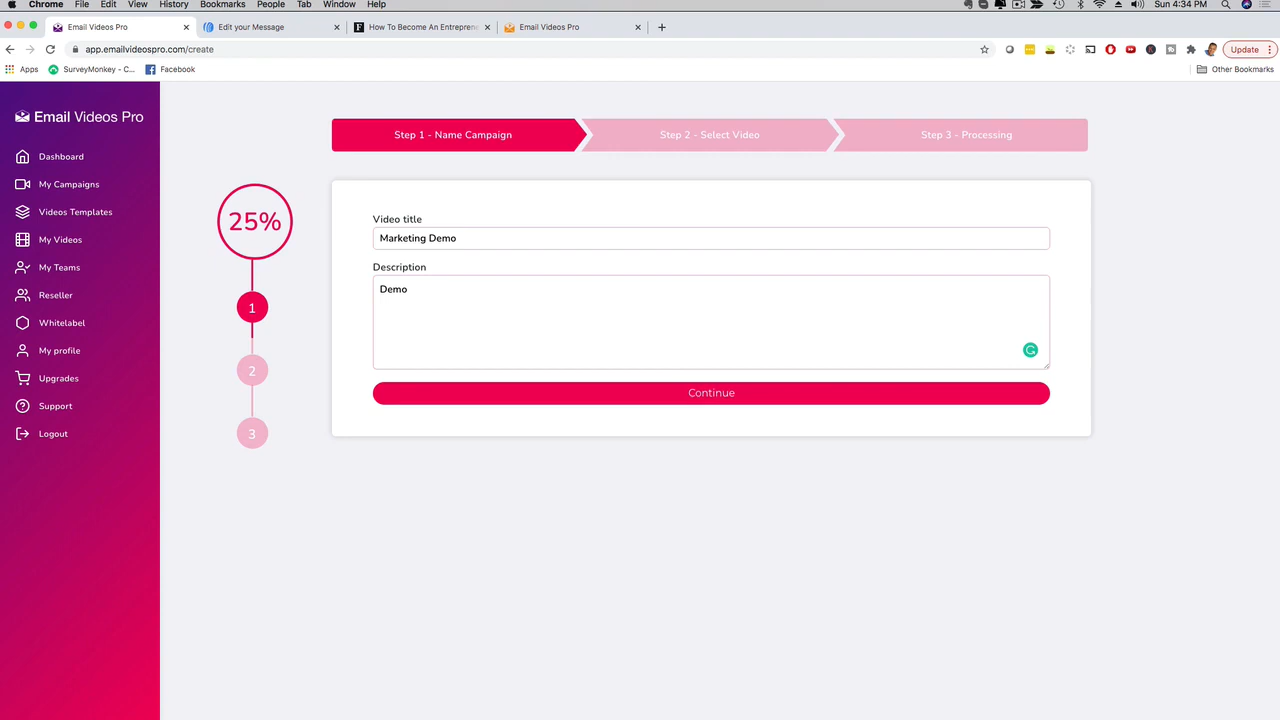 Chrome File Edit View History Bookmarks People Tab Window Help Sun 4:34 PM
Email Videos Pro Edit your Message How To Become An Entrepren Email Videos Pro
app.emailvideospro.com/create Update
Apps SurveyMonkey - C... Facebook Other Bookmarks
Email Videos Pro
Dashboard
My Campaigns
Videos Templates
My Videos
My Teams
Reseller
Whitelabel
My profile
Upgrades
Support
Logout
Step 1 - Name Campaign Step 2 - Select Video Step 3 - Processing
25%
1
2
3
Video title
Marketing Demo
Description
Demo
Continue